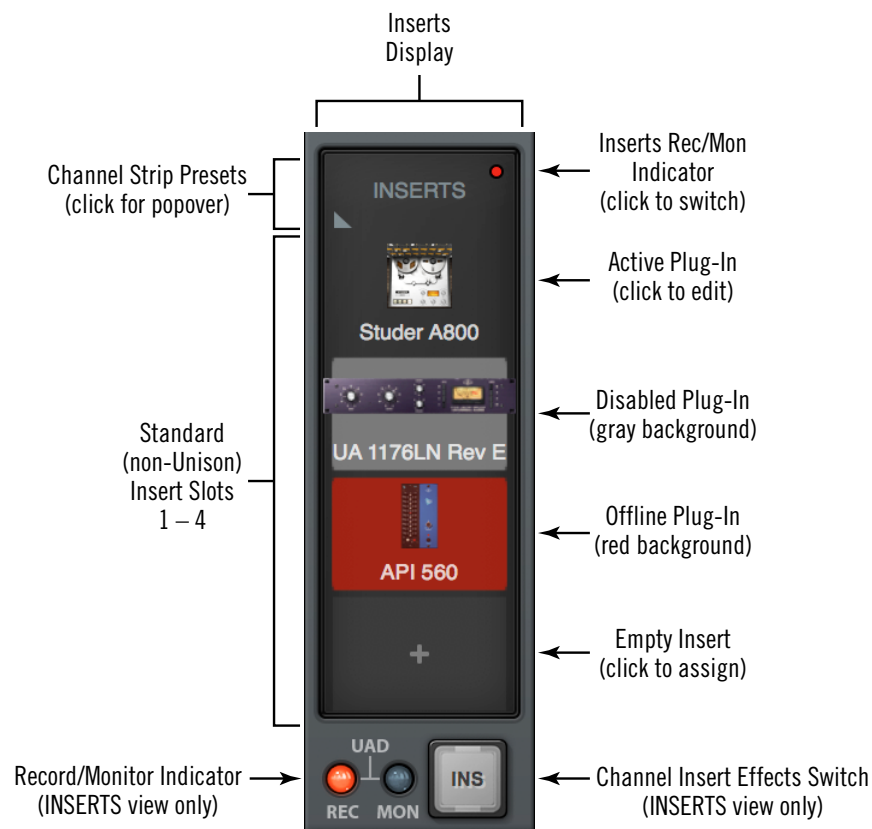 Inserts
Display
Channel Strip Presets
(click for popover)
Inserts Rec/Mon
Indicator
(click to switch)
INSERTS
Active Plug-In
(click to edit)
Studer A800
Disabled Plug-In
(gray background)
UA 1176LN Rev E
Standard
(non-Unison)
Insert Slots
1 – 4
Offline Plug-In
(red background)
API 560
Empty Insert
(click to assign)
+
Record/Monitor Indicator
(INSERTS view only)
UAD
REC MON
INS
Channel Insert Effects Switch
(INSERTS view only)